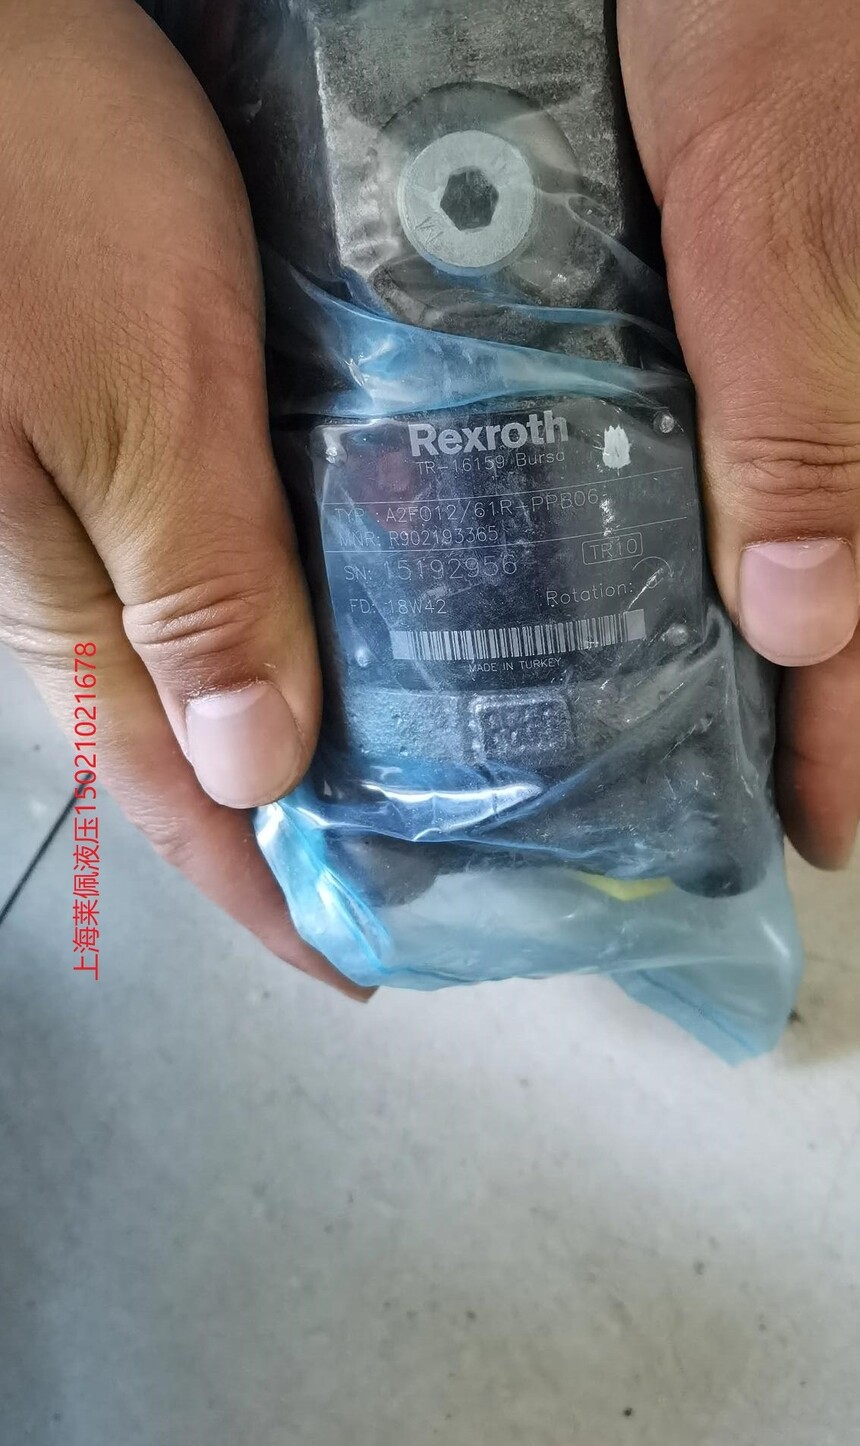 Rexroth
TR-16159 Bursa
TYP: A2FO12/61R-PPB06
MNR: R902193365
TR10
SN: 15192956
FD: 18W42
Rotation:
MADE IN TURKEY
上海莱佩液压15021021678